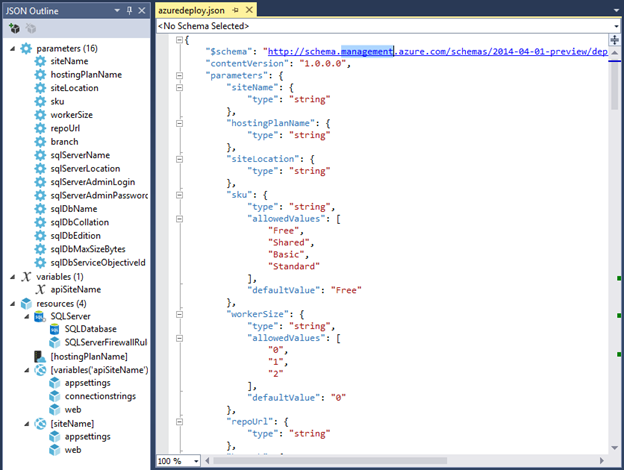 JSON Outline
parameters (16)
siteName
hostingPlanName
siteLocation
sku
workerSize
repoUrl
branch
sqlServerName
sqlServerLocation
sqlServerAdminLogin
sqlServerAdminPassword
sqlDbName
sqlDbCollation
sqlDbEdition
sqlDbMaxSizeBytes
sqlDbServiceObjectiveId
variables (1)
apiSiteName
resources (4)
SQLServer
SQLDatabase
SQLServerFirewallRul
[hostingPlanName]
[variables('apiSiteName')
appsettings
connectionstrings
web
[siteName]
appsettings
web
azuredeploy.json
<No Schema Selected>
{
"$schema": "http://schema.management.azure.com/schemas/2014-04-01-preview/dep
"contentVersion": "1.0.0.0",
"parameters": {
"siteName": {
"type": "string"
},
"hostingPlanName": {
"type": "string"
},
"siteLocation": {
"type": "string"
},
"sku": {
"type": "string",
"allowedValues": [
"Free",
"Shared",
"Basic",
"Standard"
],
"defaultValue": "Free"
},
"workerSize": {
"type": "string",
"allowedValues": [
"0",
"1",
"2"
],
"defaultValue": "0"
},
"repoUrl": {
"type": "string"
},
100 %